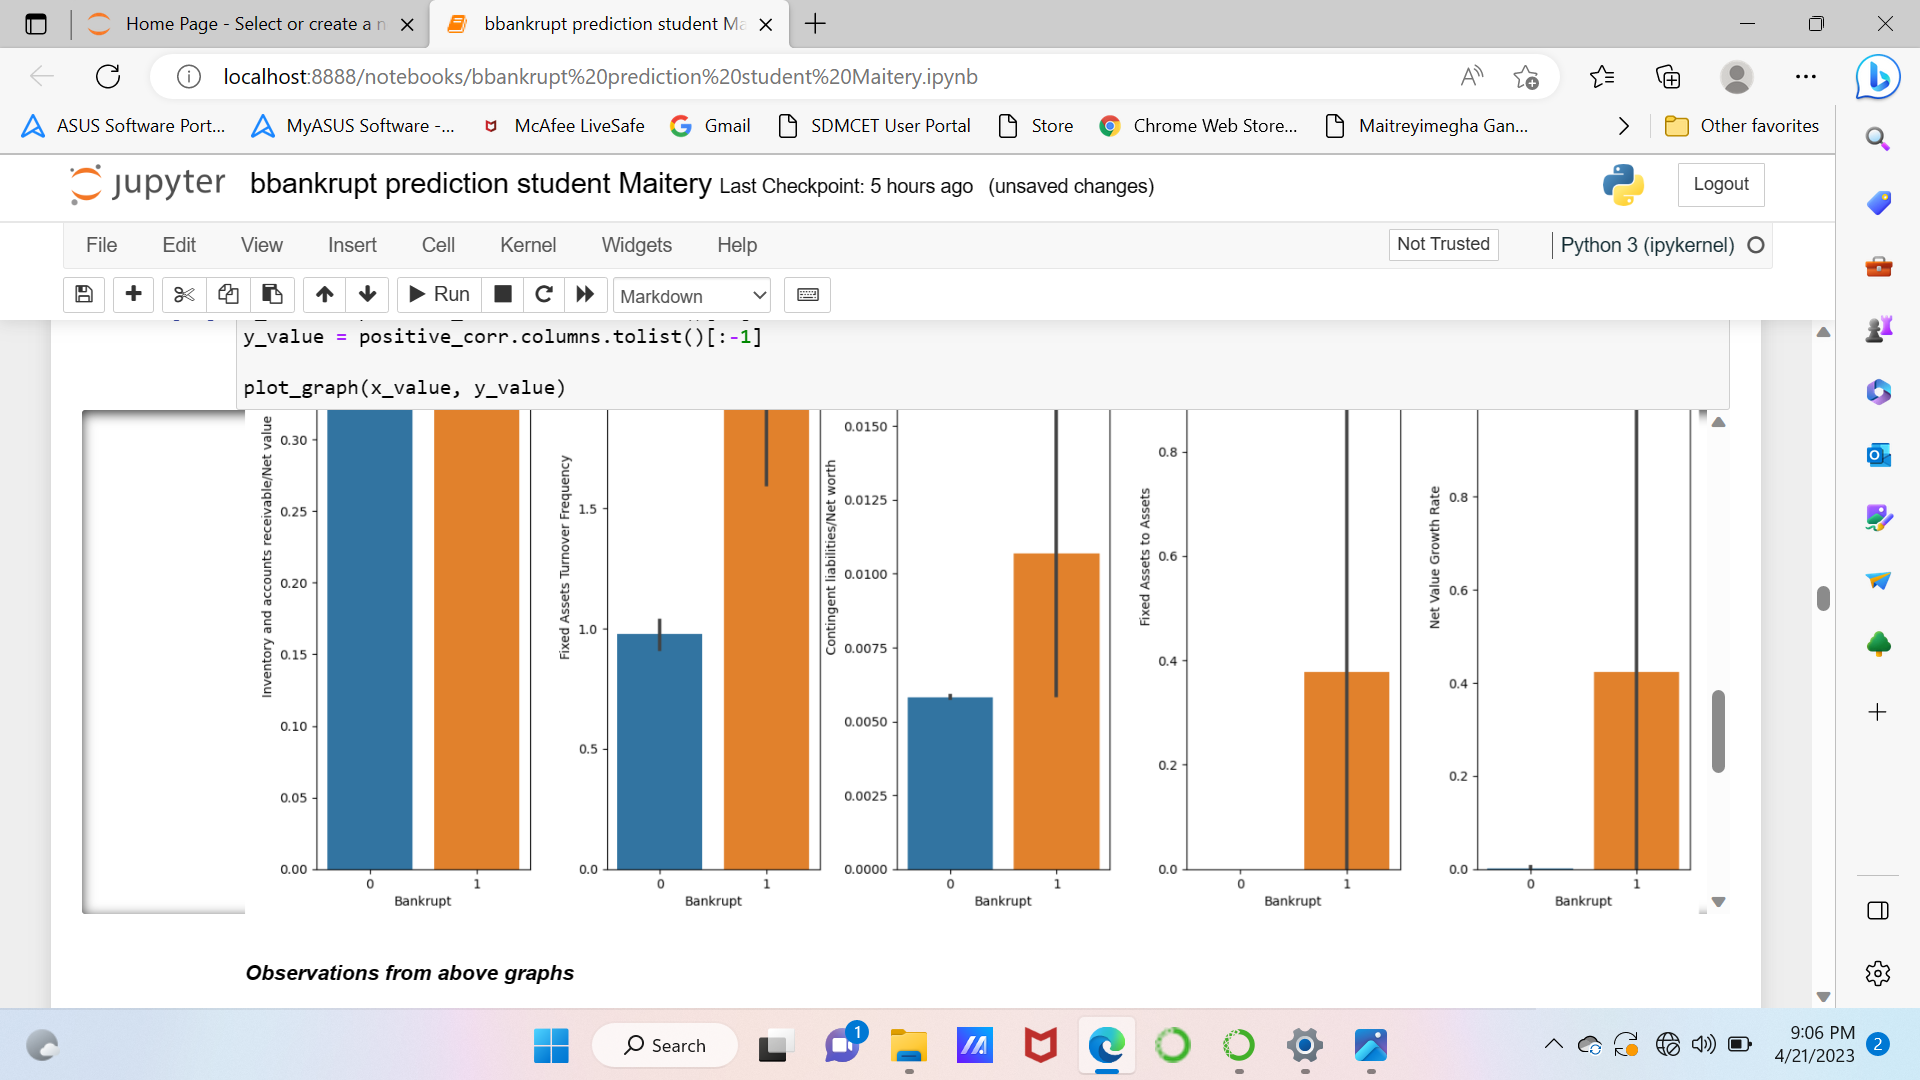 Home Page - Select or create a n
bbankrupt prediction student Ma
localhost:8888/notebooks/bbankrupt%20prediction%20student%20Maitery.ipynb
ASUS Software Port...
MyASUS Software -...
McAfee LiveSafe
Gmail
SDMCET User Portal
Store
Chrome Web Store...
Maitreyimegha Gan...
Other favorites
jupyter
bbankrupt prediction student Maitery Last Checkpoint: 5 hours ago (unsaved changes)
Logout
File Edit View Insert Cell Kernel Widgets Help
Not Trusted
Python 3 (ipykernel)
Run
Markdown
y_value = positive_corr.columns.tolist()[:-1]
plot_graph(x_value, y_value)
Inventory and accounts receivable/Net value
0.30
0.25
0.20
0.15
0.10
0.05
0.00
0 1
Bankrupt
Fixed Assets Turnover Frequency
1.5
1.0
0.5
0.0
0 1
Bankrupt
Contingent liabilities/Net worth
0.0150
0.0125
0.0100
0.0075
0.0050
0.0025
0.0000
0 1
Bankrupt
Fixed Assets to Assets
0.8
0.6
0.4
0.2
0.0
0 1
Bankrupt
Net Value Growth Rate
0.8
0.6
0.4
0.2
0.0
0 1
Bankrupt
Observations from above graphs
Search
1
9:06 PM
4/21/2023
2